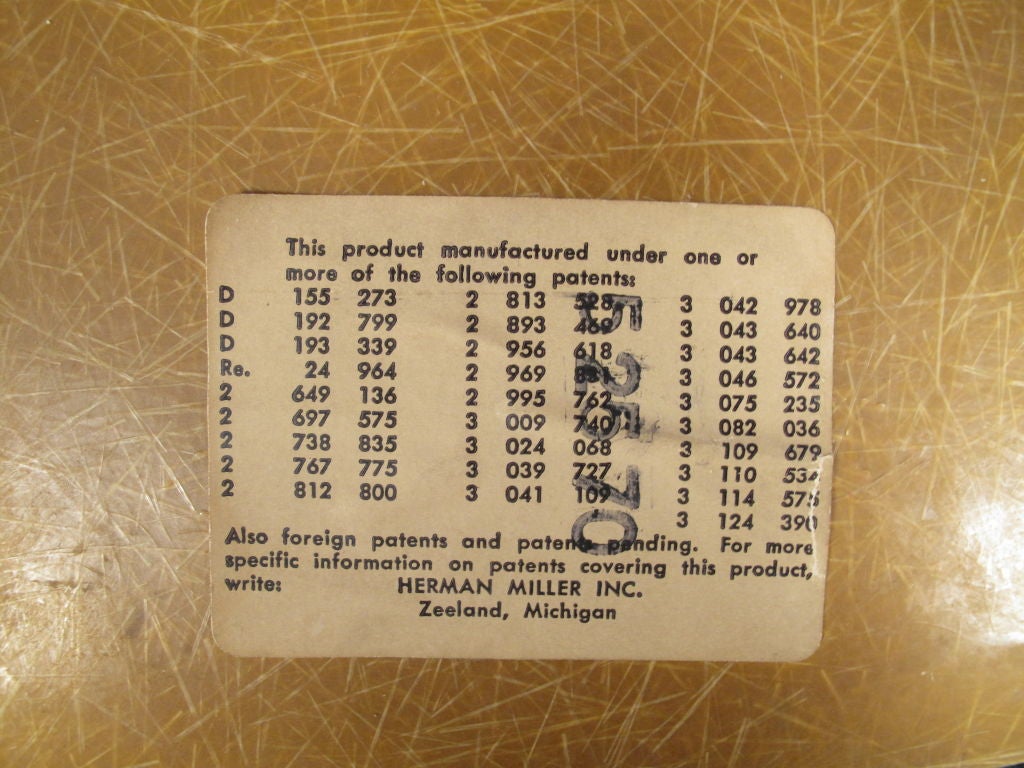 This product manufactured under one or
more of the following patents:
D 155 273 2 813 528 3 042 978
D 192 799 2 893 469 3 043 640
D 193 339 2 956 618 3 043 642
Re. 24 964 2 969 3 046 572
2 649 136 2 995 762 3 075 235
2 697 575 3 009 740 3 082 036
2 738 835 3 024 068 3 109 679
2 767 775 3 039 727 3 110 534
2 812 800 3 041 109 3 114 575
3 124 390
Also foreign patents and patents pending. For more
specific information on patents covering this product,
write: HERMAN MILLER INC.
Zeeland, Michigan
5 25 70